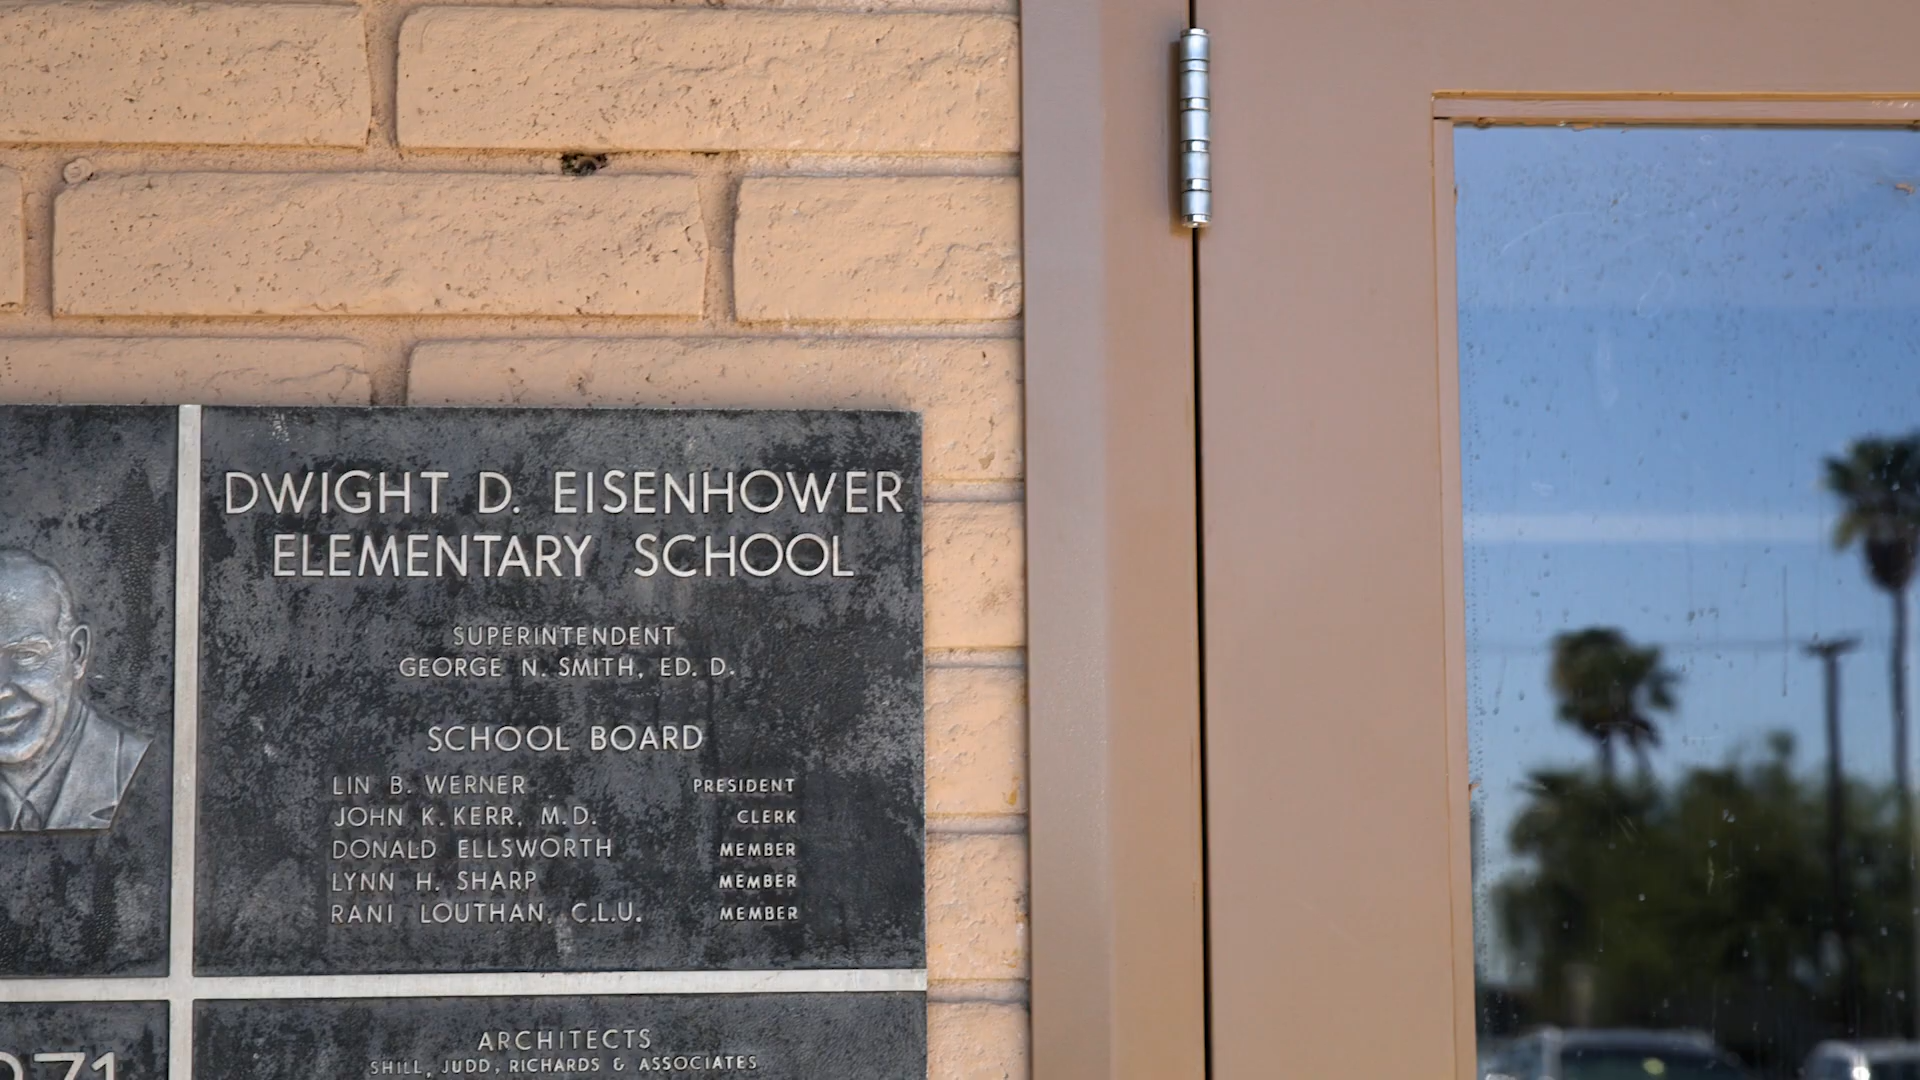 DWIGHT D. EISENHOWER
ELEMENTARY SCHOOL
SUPERINTENDENT
GEORGE N. SMITH, ED. D.
SCHOOL BOARD
LIN B. WERNER PRESIDENT
JOHN K. KERR, M.D. CLERK
DONALD ELLSWORTH MEMBER
LYNN H. SHARP MEMBER
RANI LOUTHAN, C.L.U. MEMBER
ARCHITECTS
SHILL, JUDD, RICHARDS & ASSOCIATES
971